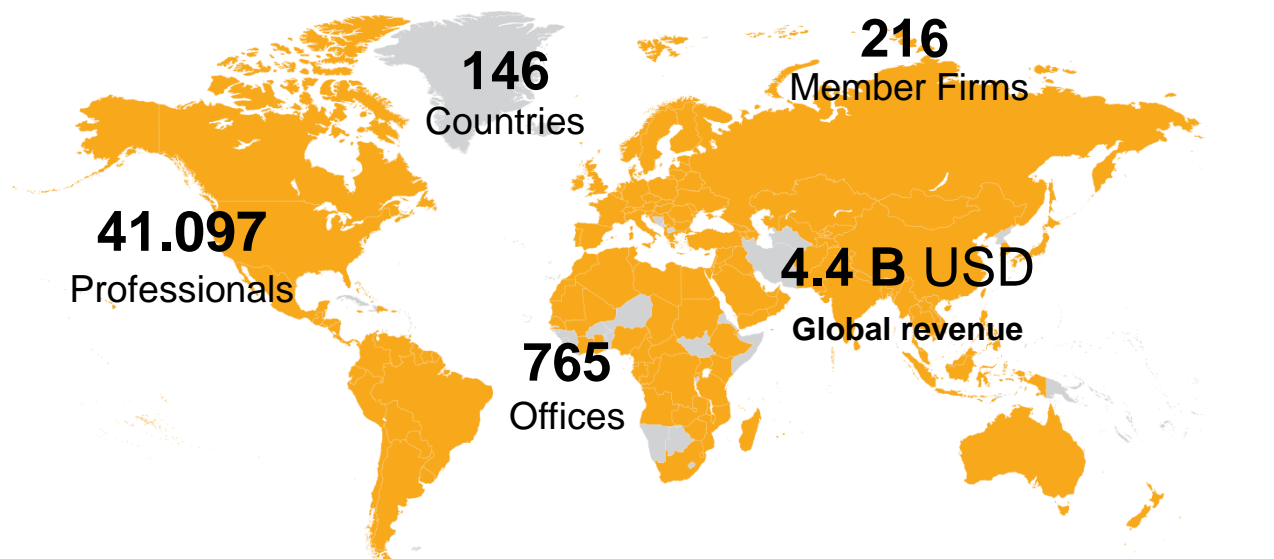 216
Member Firms
146
Countries
41.097
Professionals
4.4 B USD
Global revenue
765
Offices